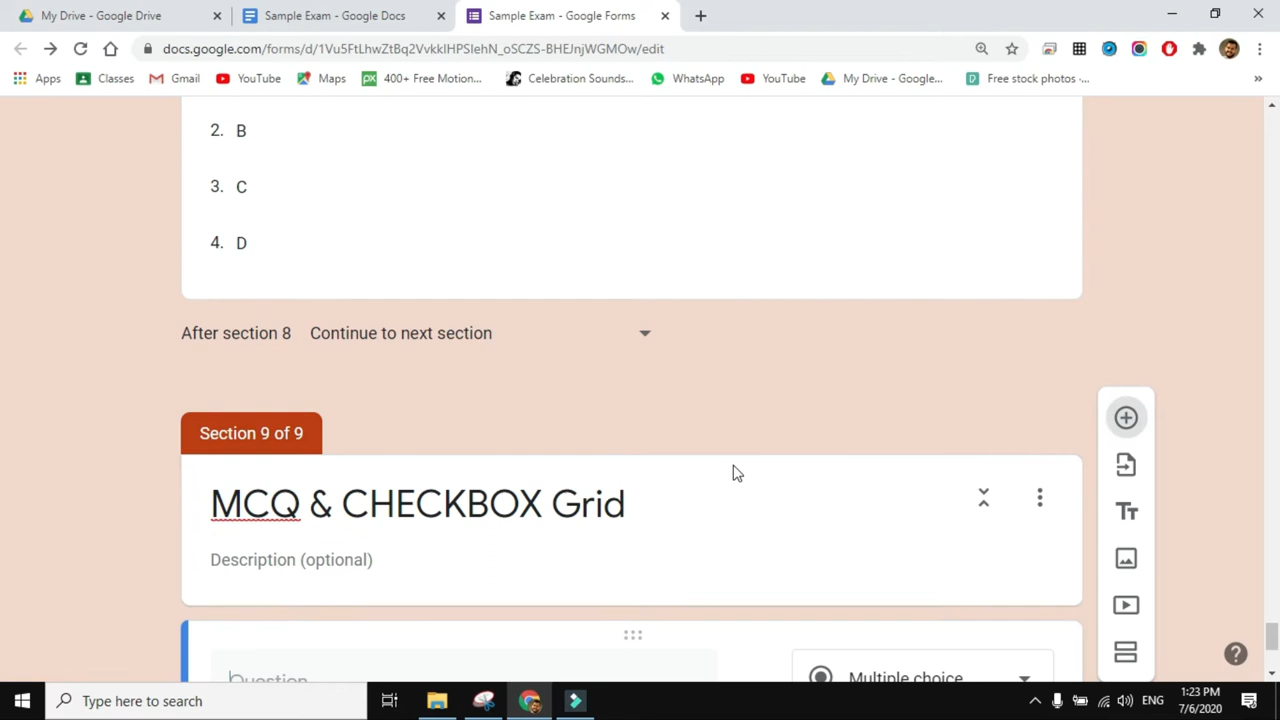 My Drive - Google Drive
Sample Exam - Google Docs
Sample Exam - Google Forms
docs.google.com/forms/d/1Vu5FtLhwZtBq2VvkklHPSlehN_oSCZS-BHEJnjWGMOw/edit
Apps
Classes
Gmail
YouTube
Maps
400+ Free Motion...
Celebration Sounds...
WhatsApp
YouTube
My Drive - Google...
Free stock photos -...
2. B
3. C
4. D
After section 8 Continue to next section
Section 9 of 9
MCQ & CHECKBOX Grid
Description (optional)
Question
Multiple choice
Type here to search
ENG
1:23 PM
7/6/2020